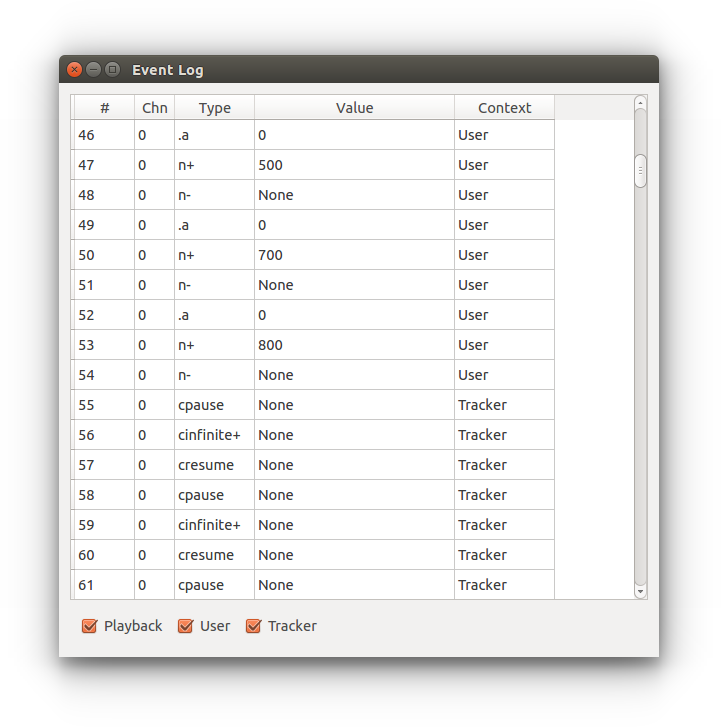 Event Log
# Chn Type Value Context
46 0 .a 0 User
47 0 n+ 500 User
48 0 n- None User
49 0 .a 0 User
50 0 n+ 700 User
51 0 n- None User
52 0 .a 0 User
53 0 n+ 800 User
54 0 n- None User
55 0 cpause None Tracker
56 0 cinfinite+ None Tracker
57 0 cresume None Tracker
58 0 cpause None Tracker
59 0 cinfinite+ None Tracker
60 0 cresume None Tracker
61 0 cpause None Tracker
Playback User Tracker